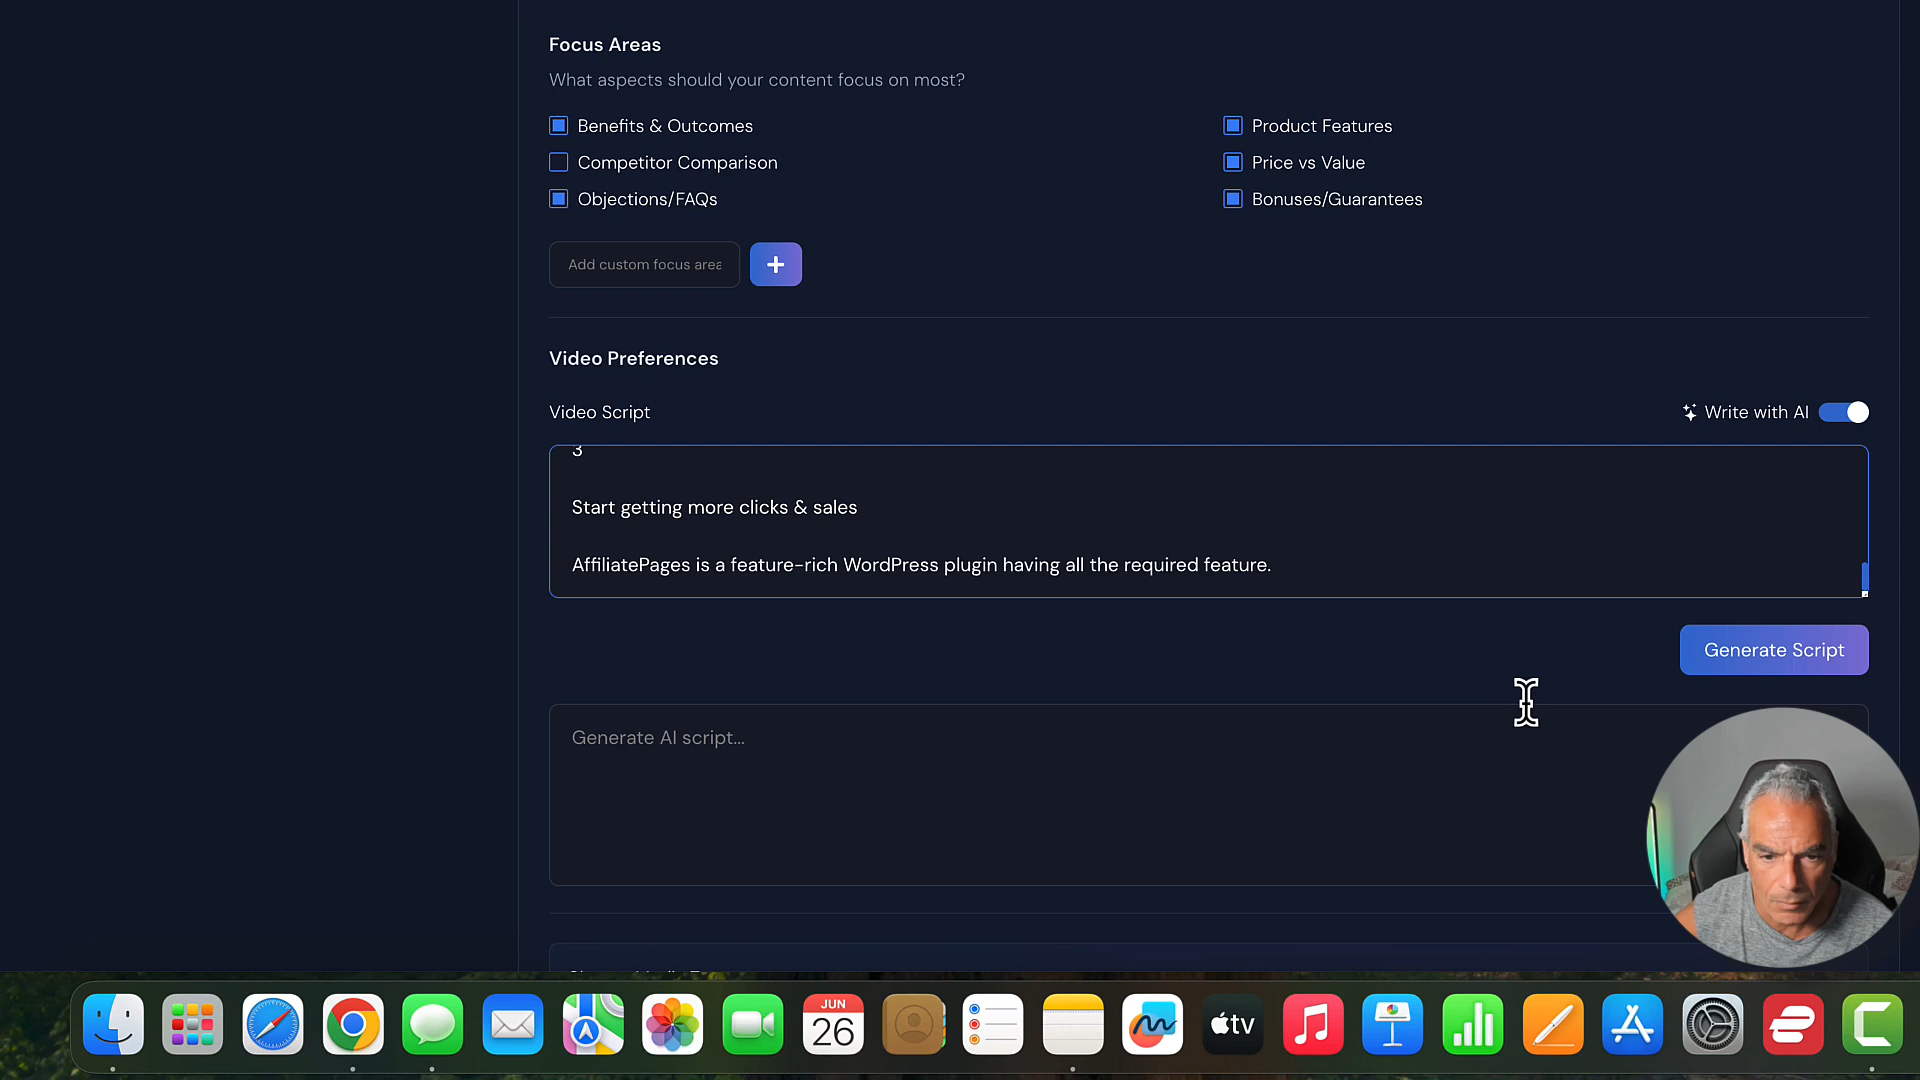 Focus Areas
What aspects should your content focus on most?
Benefits & Outcomes
Product Features
Competitor Comparison
Price vs Value
Objections/FAQs
Bonuses/Guarantees
Add custom focus area
+
Video Preferences
Video Script
Write with AI
3
Start getting more clicks & sales
AffiliatePages is a feature-rich WordPress plugin having all the required feature.
Generate Script
Generate AI script...
JUN
26
tv